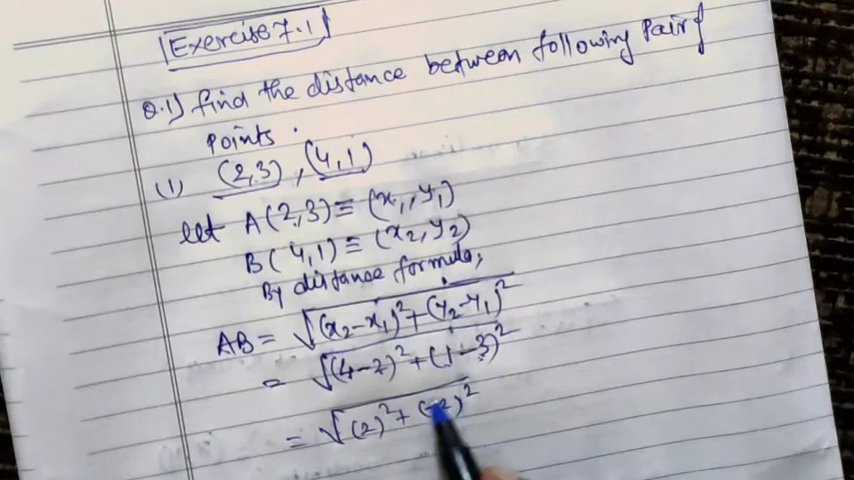 Exercise 7.1
Q.1) find the distance between following Pair of
Points.
(1) (2,3), (4,1)
let A(2,3) ≡ (x₁, y₁)
B(4,1) ≡ (x₂, y₂)
By distance formula,
AB = √(x₂-x₁)²+(y₂-y₁)²
= √(4-2)²+(1-3)²
= √(2)²+(-2)²